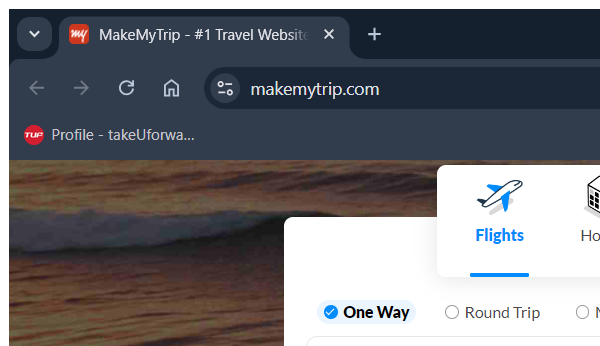 my MakeMyTrip - #1 Travel Website
makemytrip.com
TUF Profile - takeUforwa...
Flights Ho
One Way Round Trip